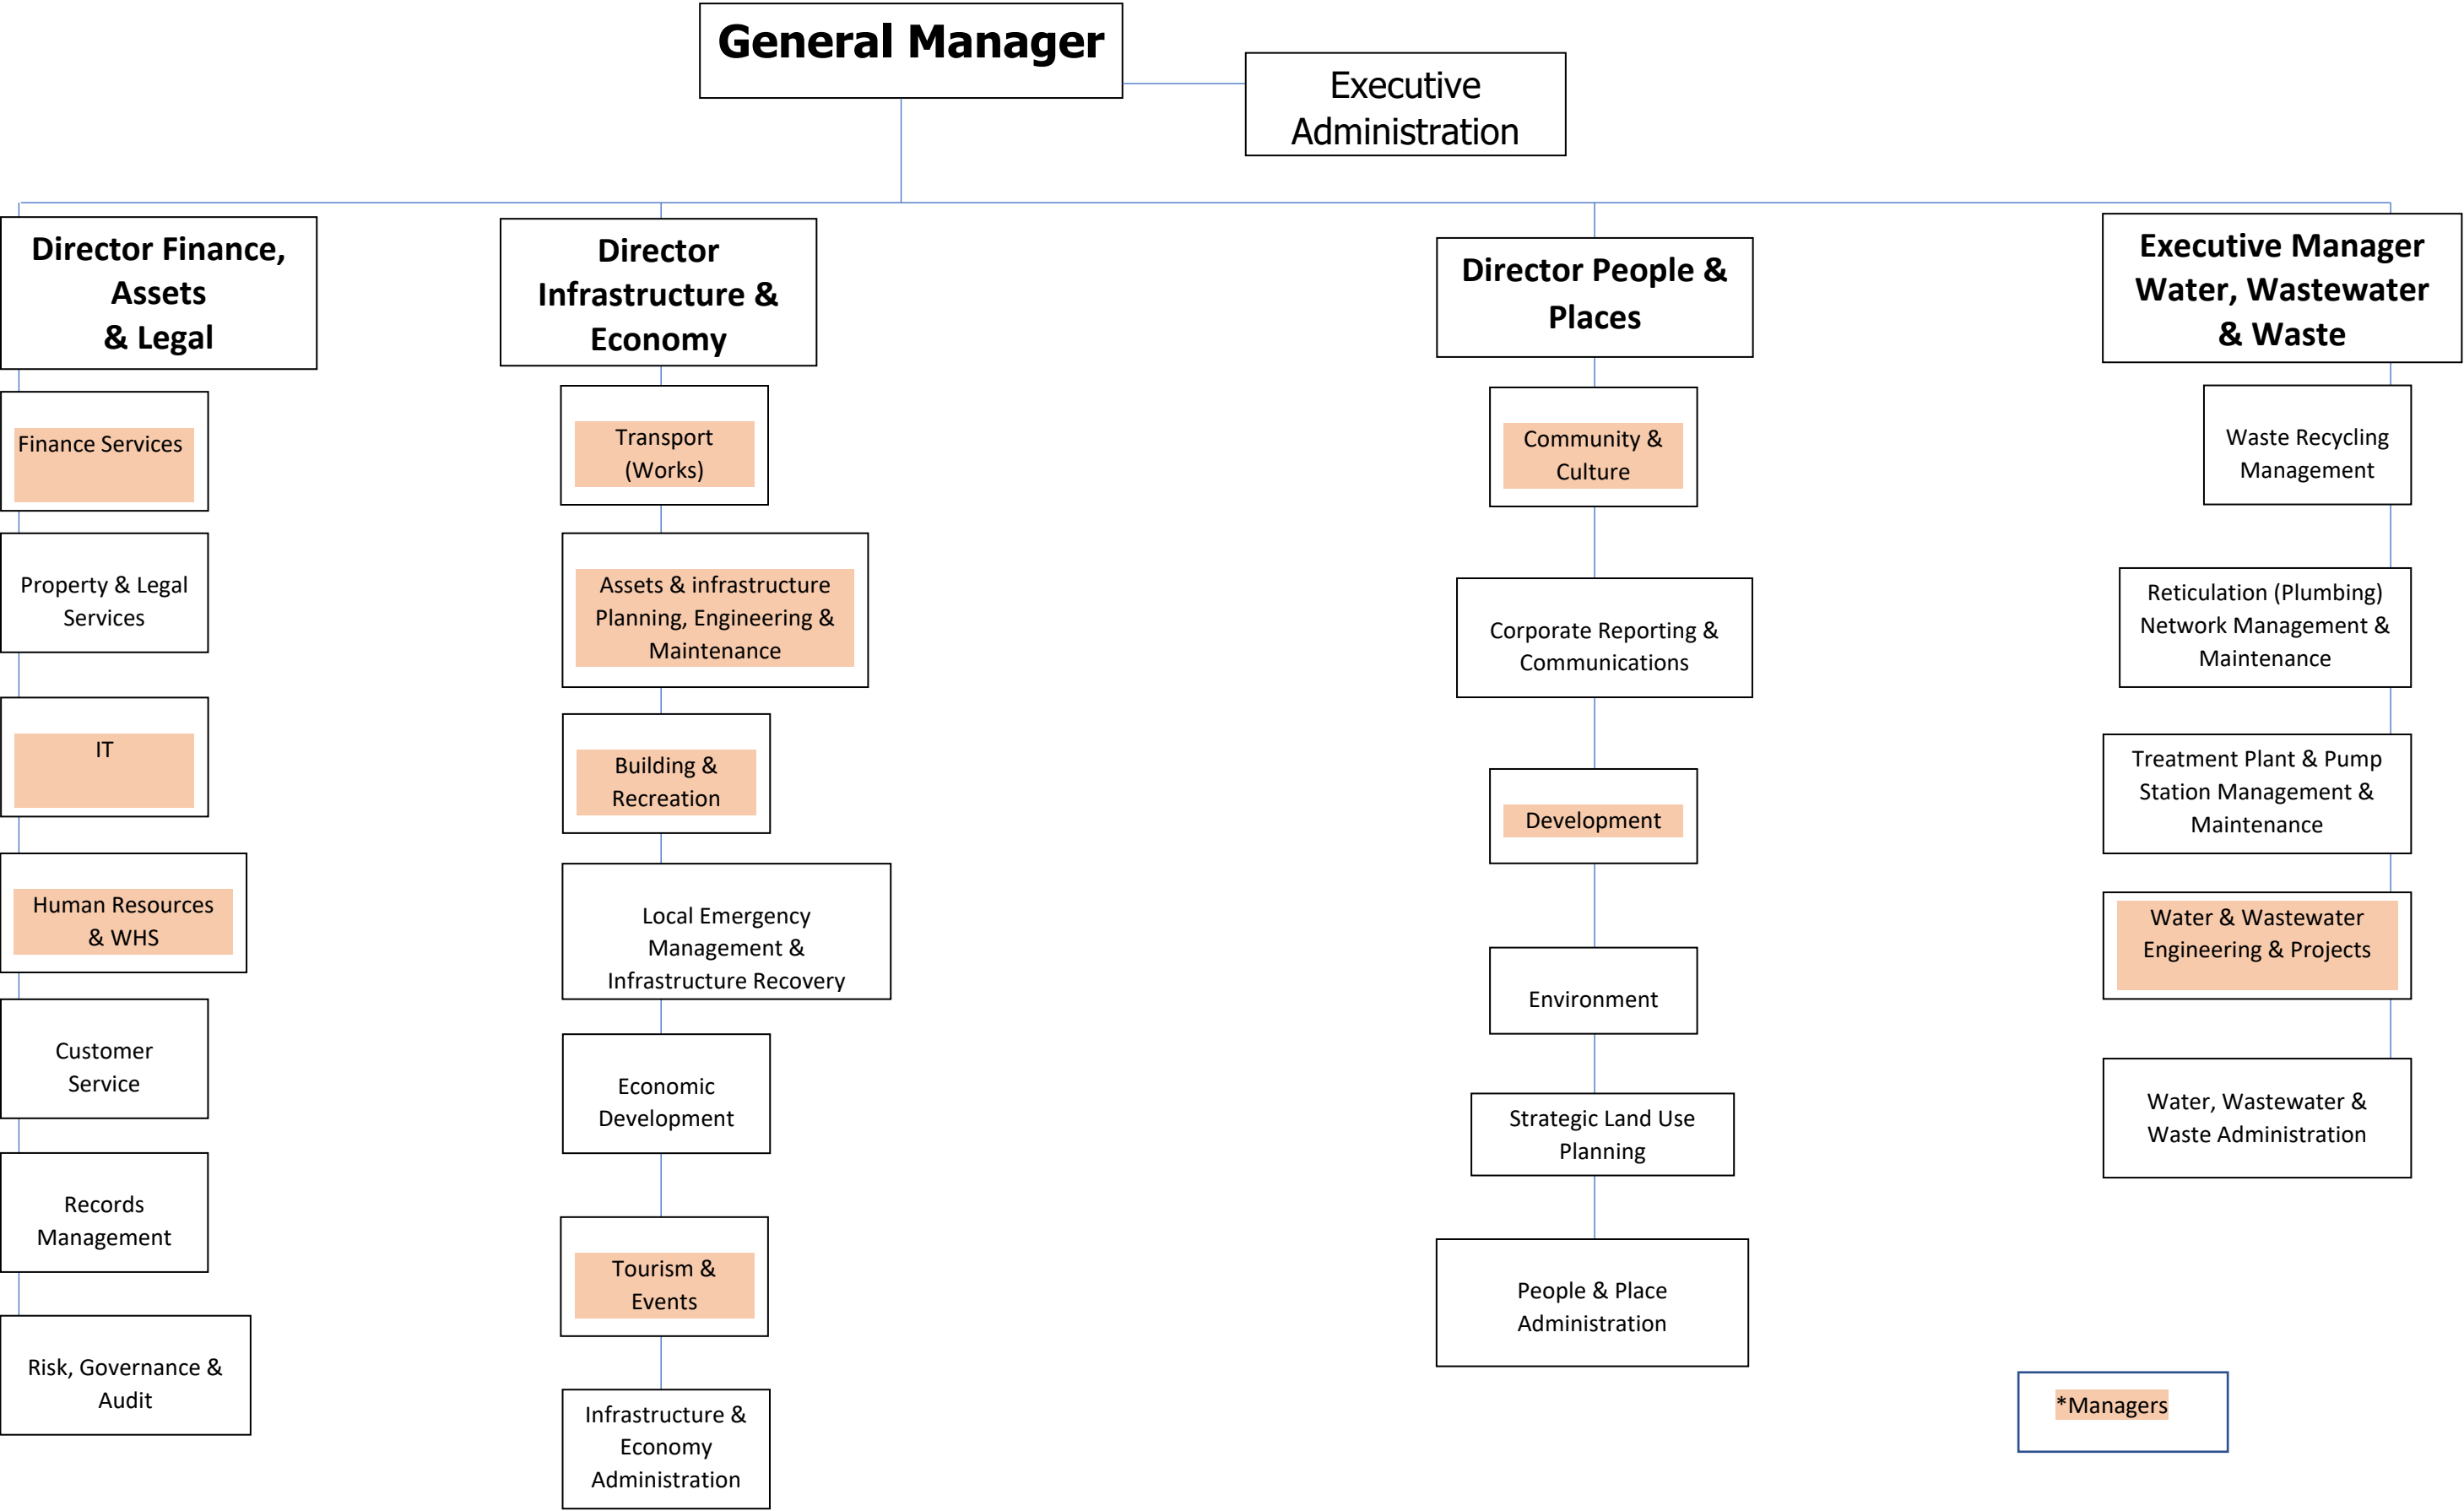 General Manager
Executive
Administration
Director Finance,
Assets
& Legal
Finance Services
Property & Legal
Services
IT
Human Resources
& WHS
Customer
Service
Records
Management
Risk, Governance &
Audit
Director
Infrastructure &
Economy
Transport
(Works)
Assets & infrastructure
Planning, Engineering &
Maintenance
Building &
Recreation
Local Emergency
Management &
Infrastructure Recovery
Economic
Development
Tourism &
Events
Infrastructure &
Economy
Administration
Director People &
Places
Community &
Culture
Corporate Reporting &
Communications
Development
Environment
Strategic Land Use
Planning
People & Place
Administration
Executive Manager
Water, Wastewater
& Waste
Waste Recycling
Management
Reticulation (Plumbing)
Network Management &
Maintenance
Treatment Plant & Pump
Station Management &
Maintenance
Water & Wastewater
Engineering & Projects
Water, Wastewater &
Waste Administration
*Managers